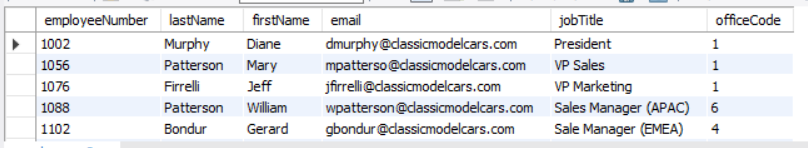 employeeNumber lastName firstName email jobTitle officeCode
1002 Murphy Diane dmurphy@classicmodelcars.com President 1
1056 Patterson Mary mpatterso@classicmodelcars.com VP Sales 1
1076 Firrelli Jeff jfirrelli@classicmodelcars.com VP Marketing 1
1088 Patterson William wpatterson@classicmodelcars.com Sales Manager (APAC) 6
1102 Bondur Gerard gbondur@classicmodelcars.com Sale Manager (EMEA) 4